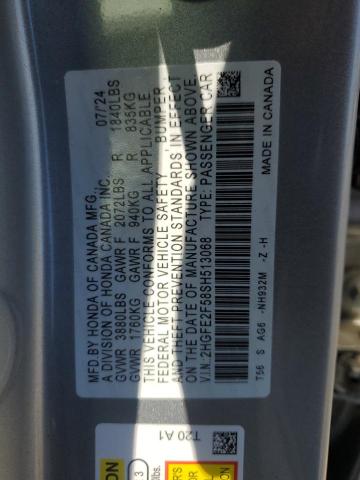 MFD. BY HONDA OF CANADA MFG., 07/'24
A DIVISION OF HONDA CANADA INC.
GVWR 3880LBS GAWR F 2072LBS R 1840LBS
GVWR 1760KG GAWR F 940KG R 835KG
THIS VEHICLE CONFORMS TO ALL APPLICABLE
FEDERAL MOTOR VEHICLE SAFETY, BUMPER,
AND THEFT PREVENTION STANDARDS IN EFFECT
ON THE DATE OF MANUFACTURE SHOWN ABOVE.
V.I.N: 2HGFE2F58SH513068 TYPE: PASSENGER CAR
T56 S AG6 -NH932M -Z -H MADE IN CANADA
T20 A1